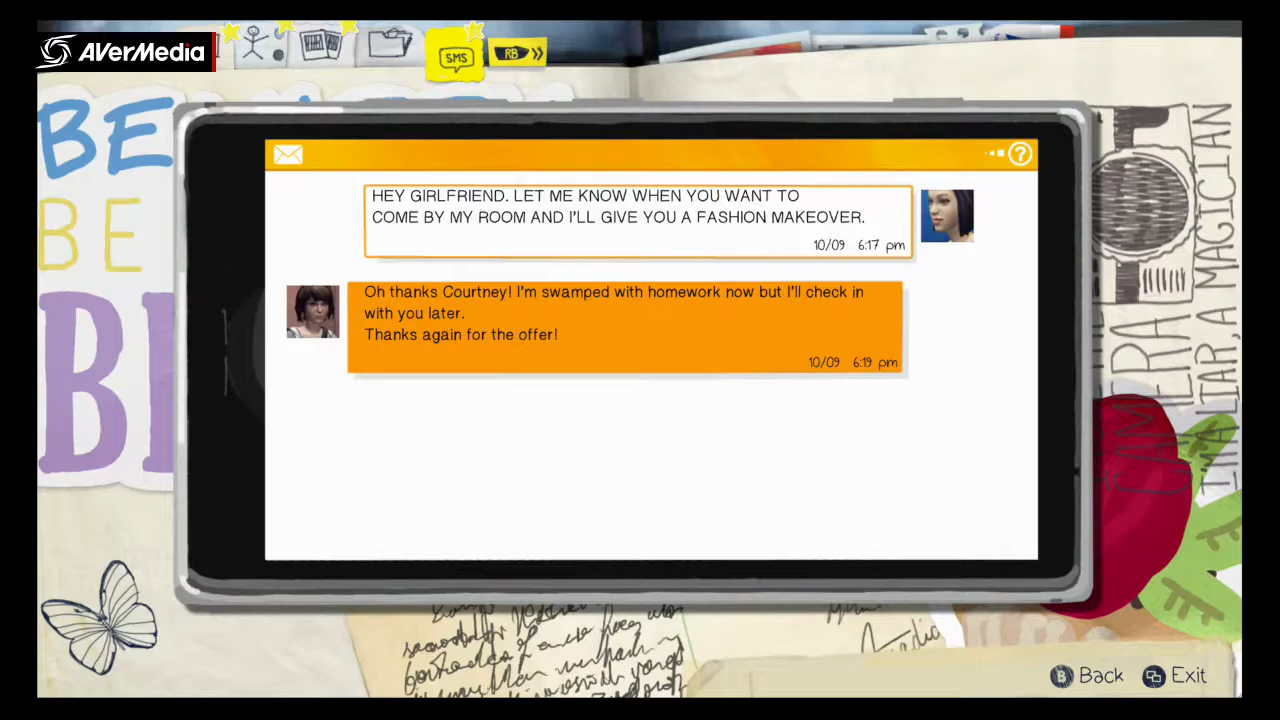 AVerMedia
SMS
RB
BE
HEY GIRLFRIEND. LET ME KNOW WHEN YOU WANT TO
COME BY MY ROOM AND I'LL GIVE YOU A FASHION MAKEOVER.
10/09 6:17 pm
Oh thanks Courtney! I'm swamped with homework now but I'll check in
with you later.
Thanks again for the offer!
10/09 6:19 pm
BE
CAMERA
I'M A LIAR, A MAGICIAN
Back
Exit